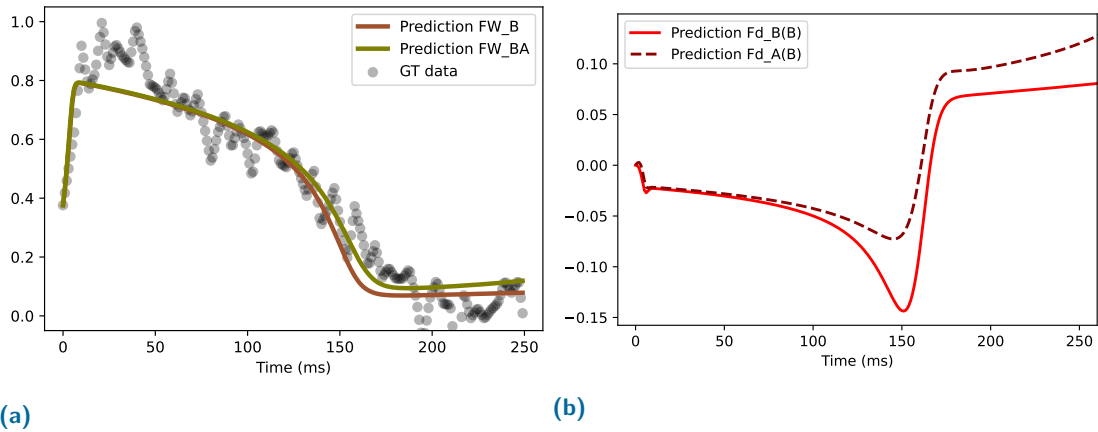 1.0
0.8
0.6
0.4
0.2
0.0
Prediction FW_B
Prediction FW_BA
GT data
0
50
100
150
200
250
Time (ms)
(a)
0.10
0.05
0.00
−0.05
−0.10
−0.15
Prediction Fd_B(B)
Prediction Fd_A(B)
0
50
100
150
200
250
Time (ms)
(b)